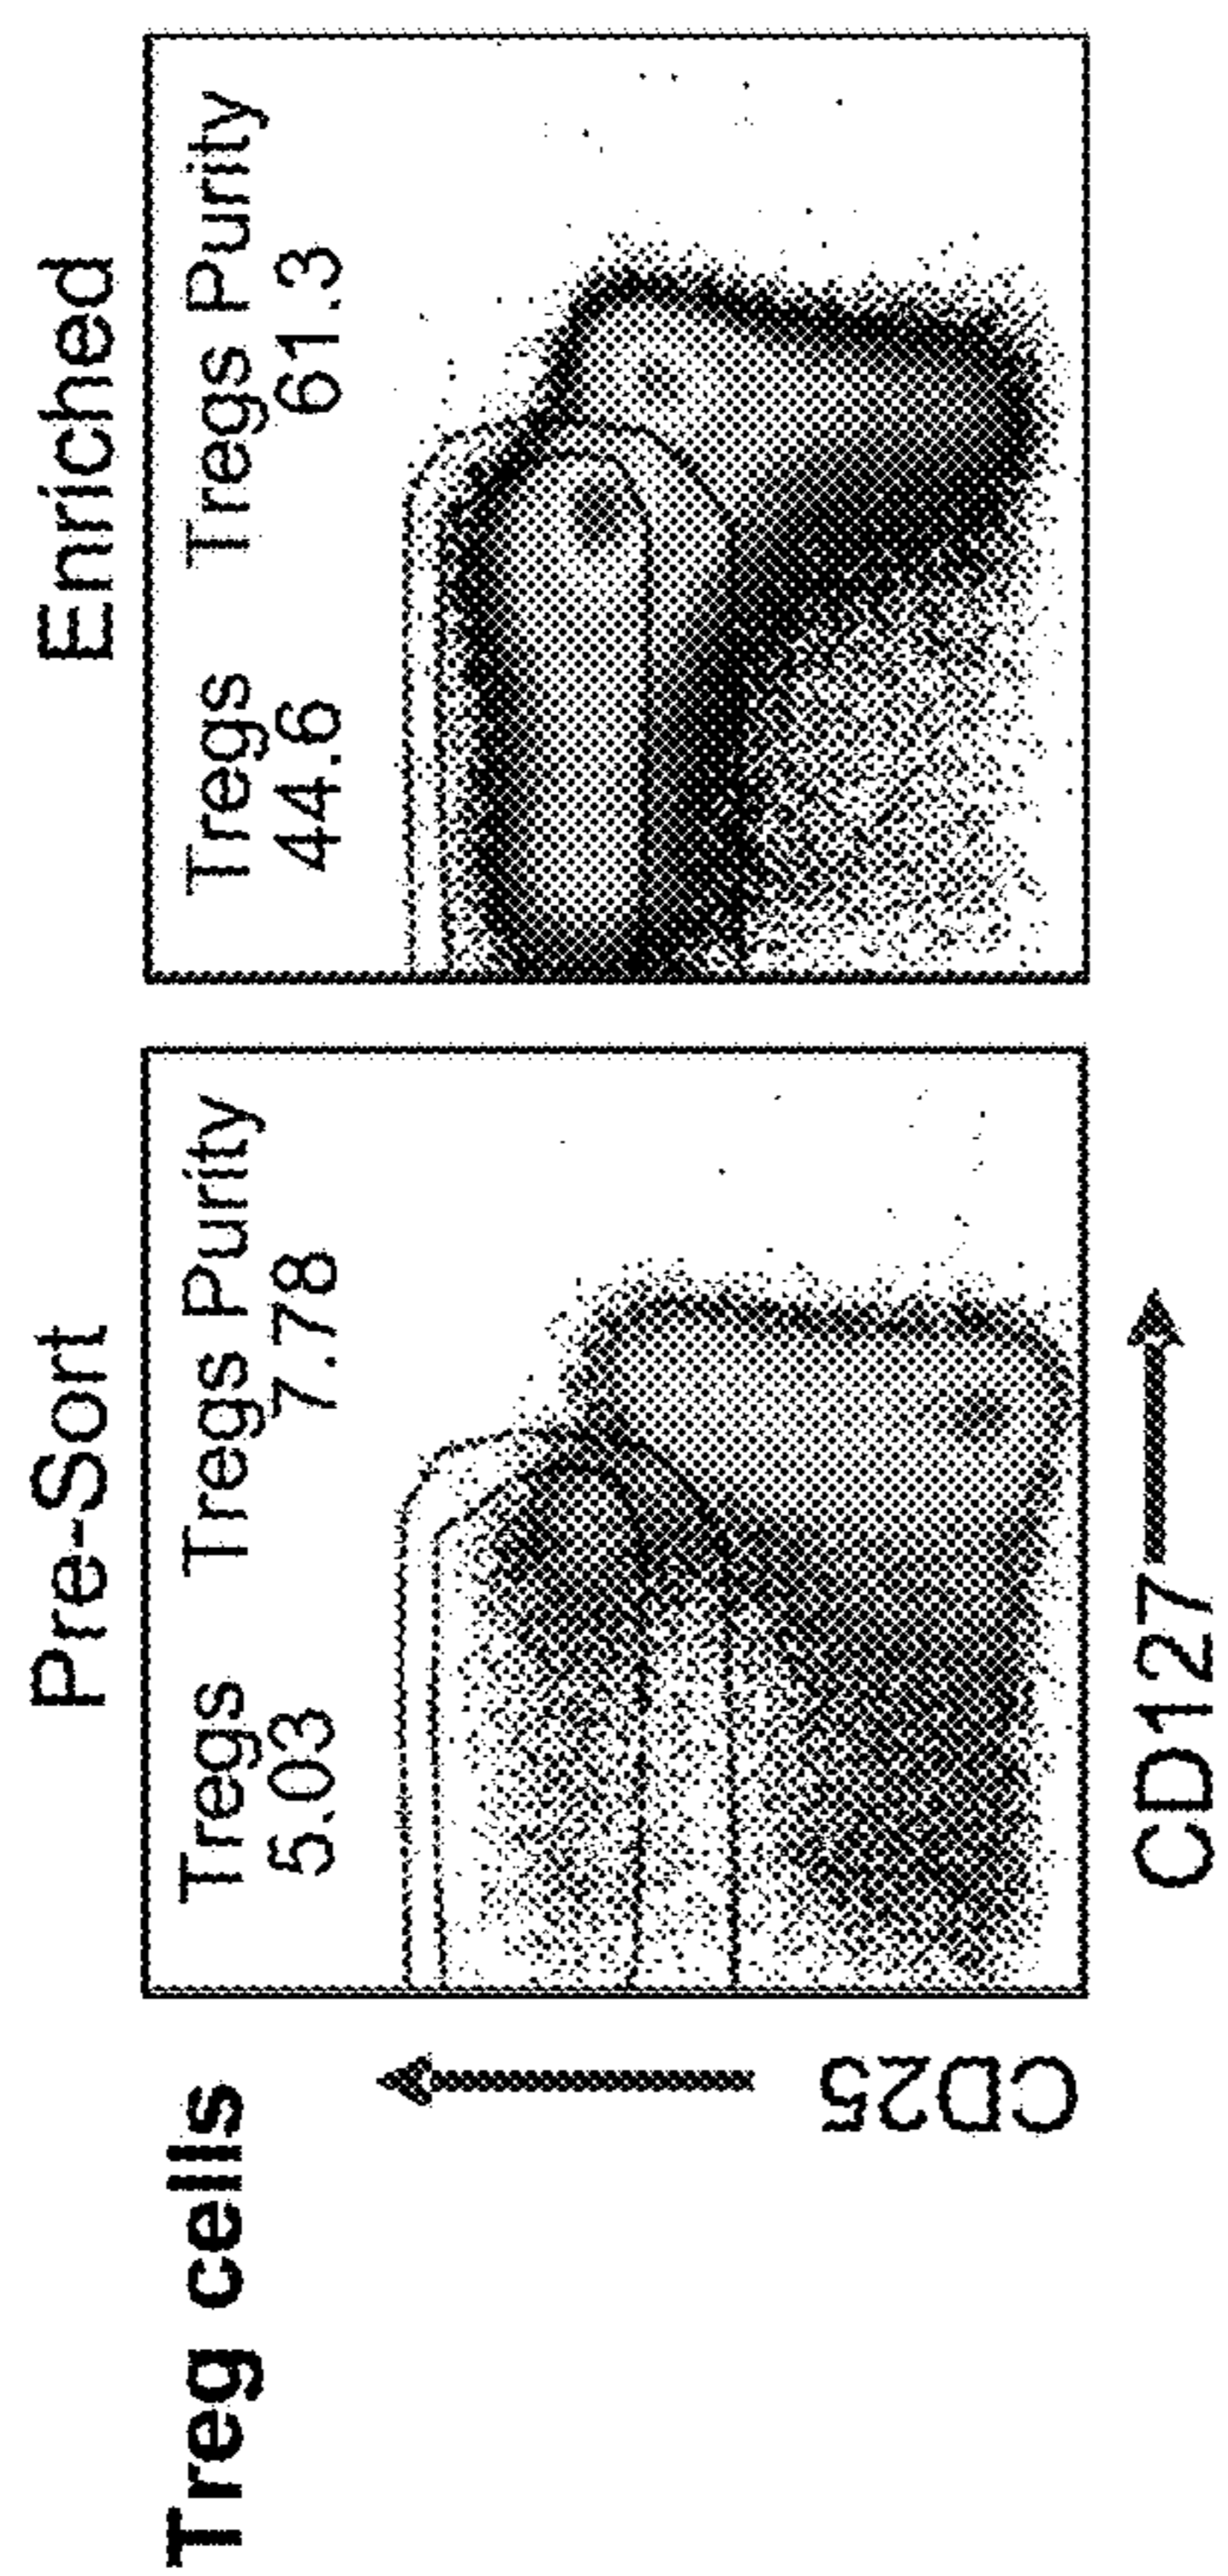 Treg cells
Pre-Sort
Enriched
Tregs Tregs Purity
5.03 7.78
Tregs Tregs Purity
44.6 61.3
CD25
CD127